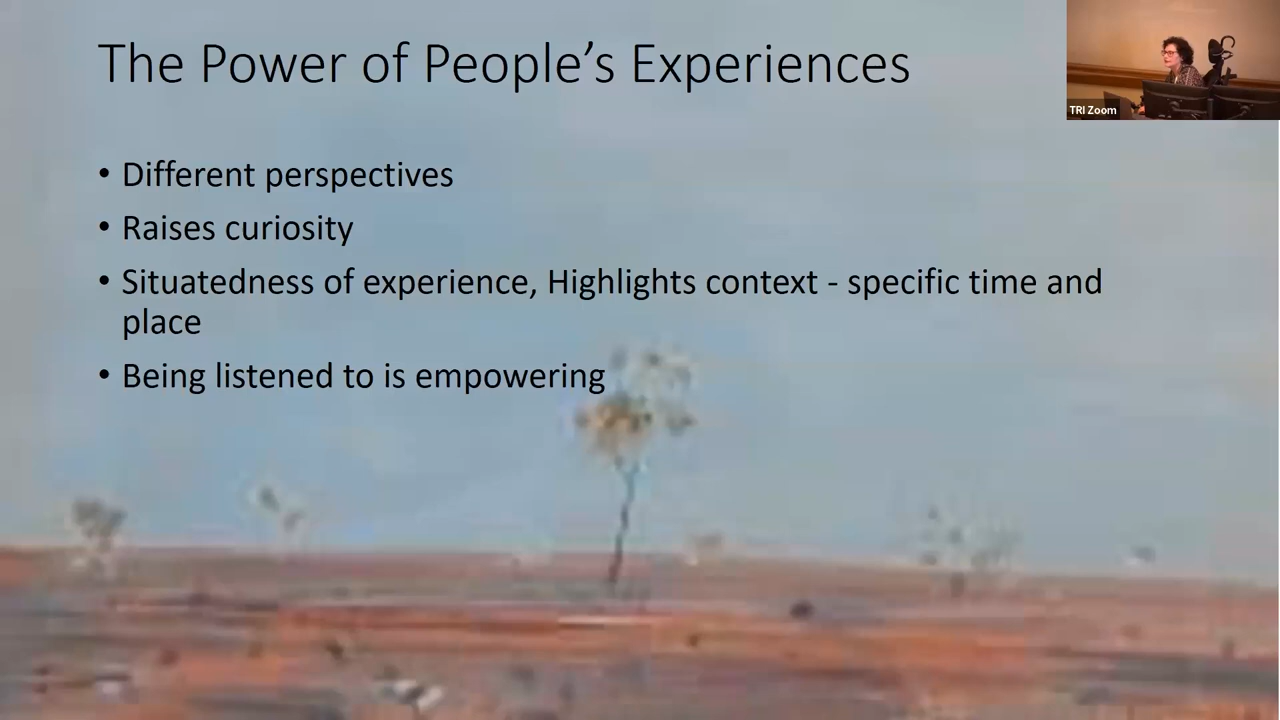 The Power of People’s Experiences
TRI Zoom
• Different perspectives
• Raises curiosity
• Situatedness of experience, Highlights context - specific time and
place
• Being listened to is empowering